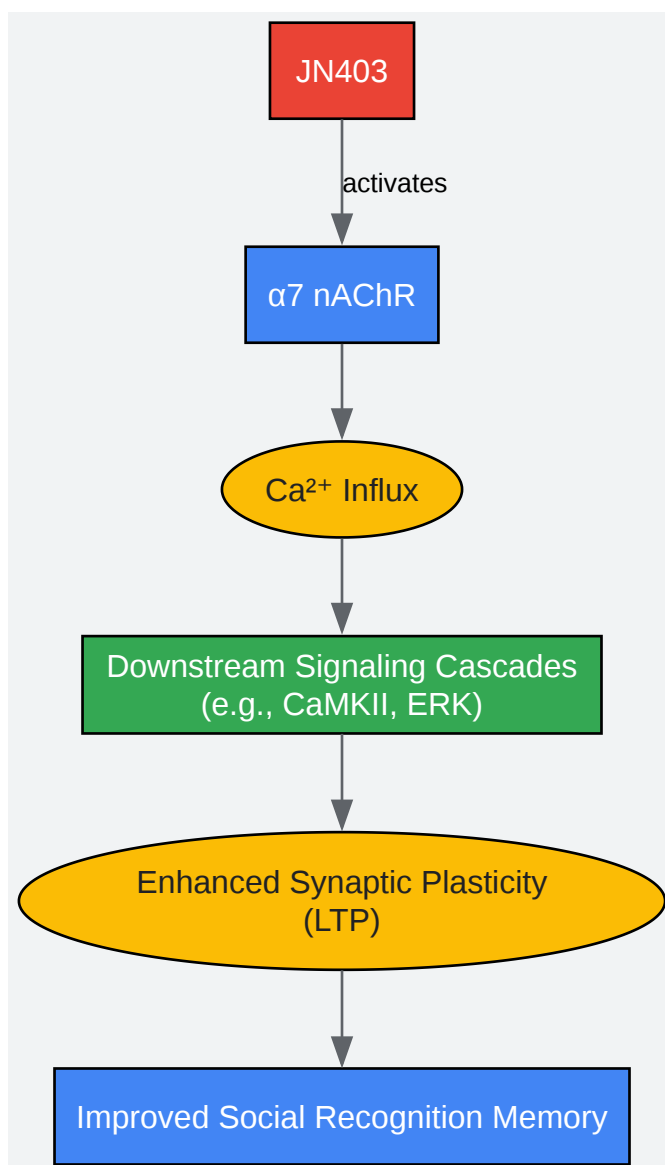 JN403
activates
α7 nAChR
Ca²⁺ Influx
Downstream Signaling Cascades
(e.g., CaMKII, ERK)
Enhanced Synaptic Plasticity
(LTP)
Improved Social Recognition Memory